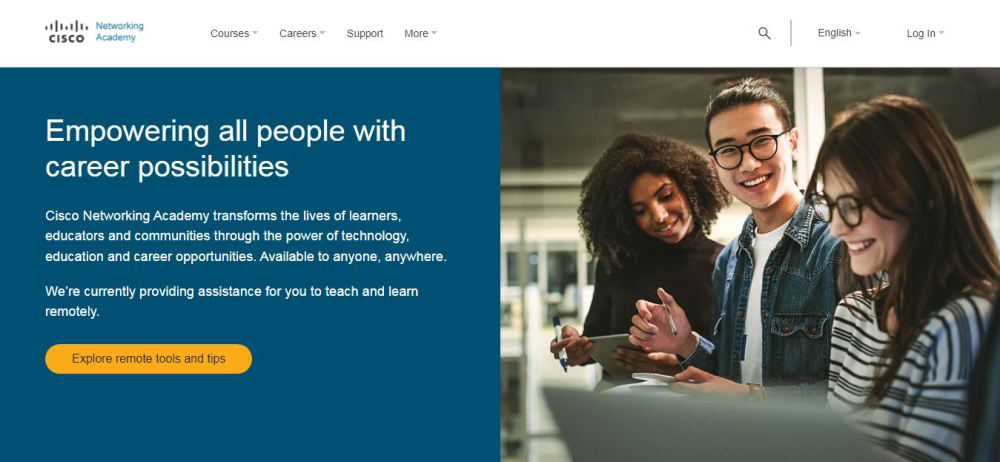 CISCO
Networking
Academy
Courses
Careers
Support
More
English
Log In
Empowering all people with
career possibilities
Cisco Networking Academy transforms the lives of learners,
educators and communities through the power of technology,
education and career opportunities. Available to anyone, anywhere.
We're currently providing assistance for you to teach and learn
remotely.
Explore remote tools and tips